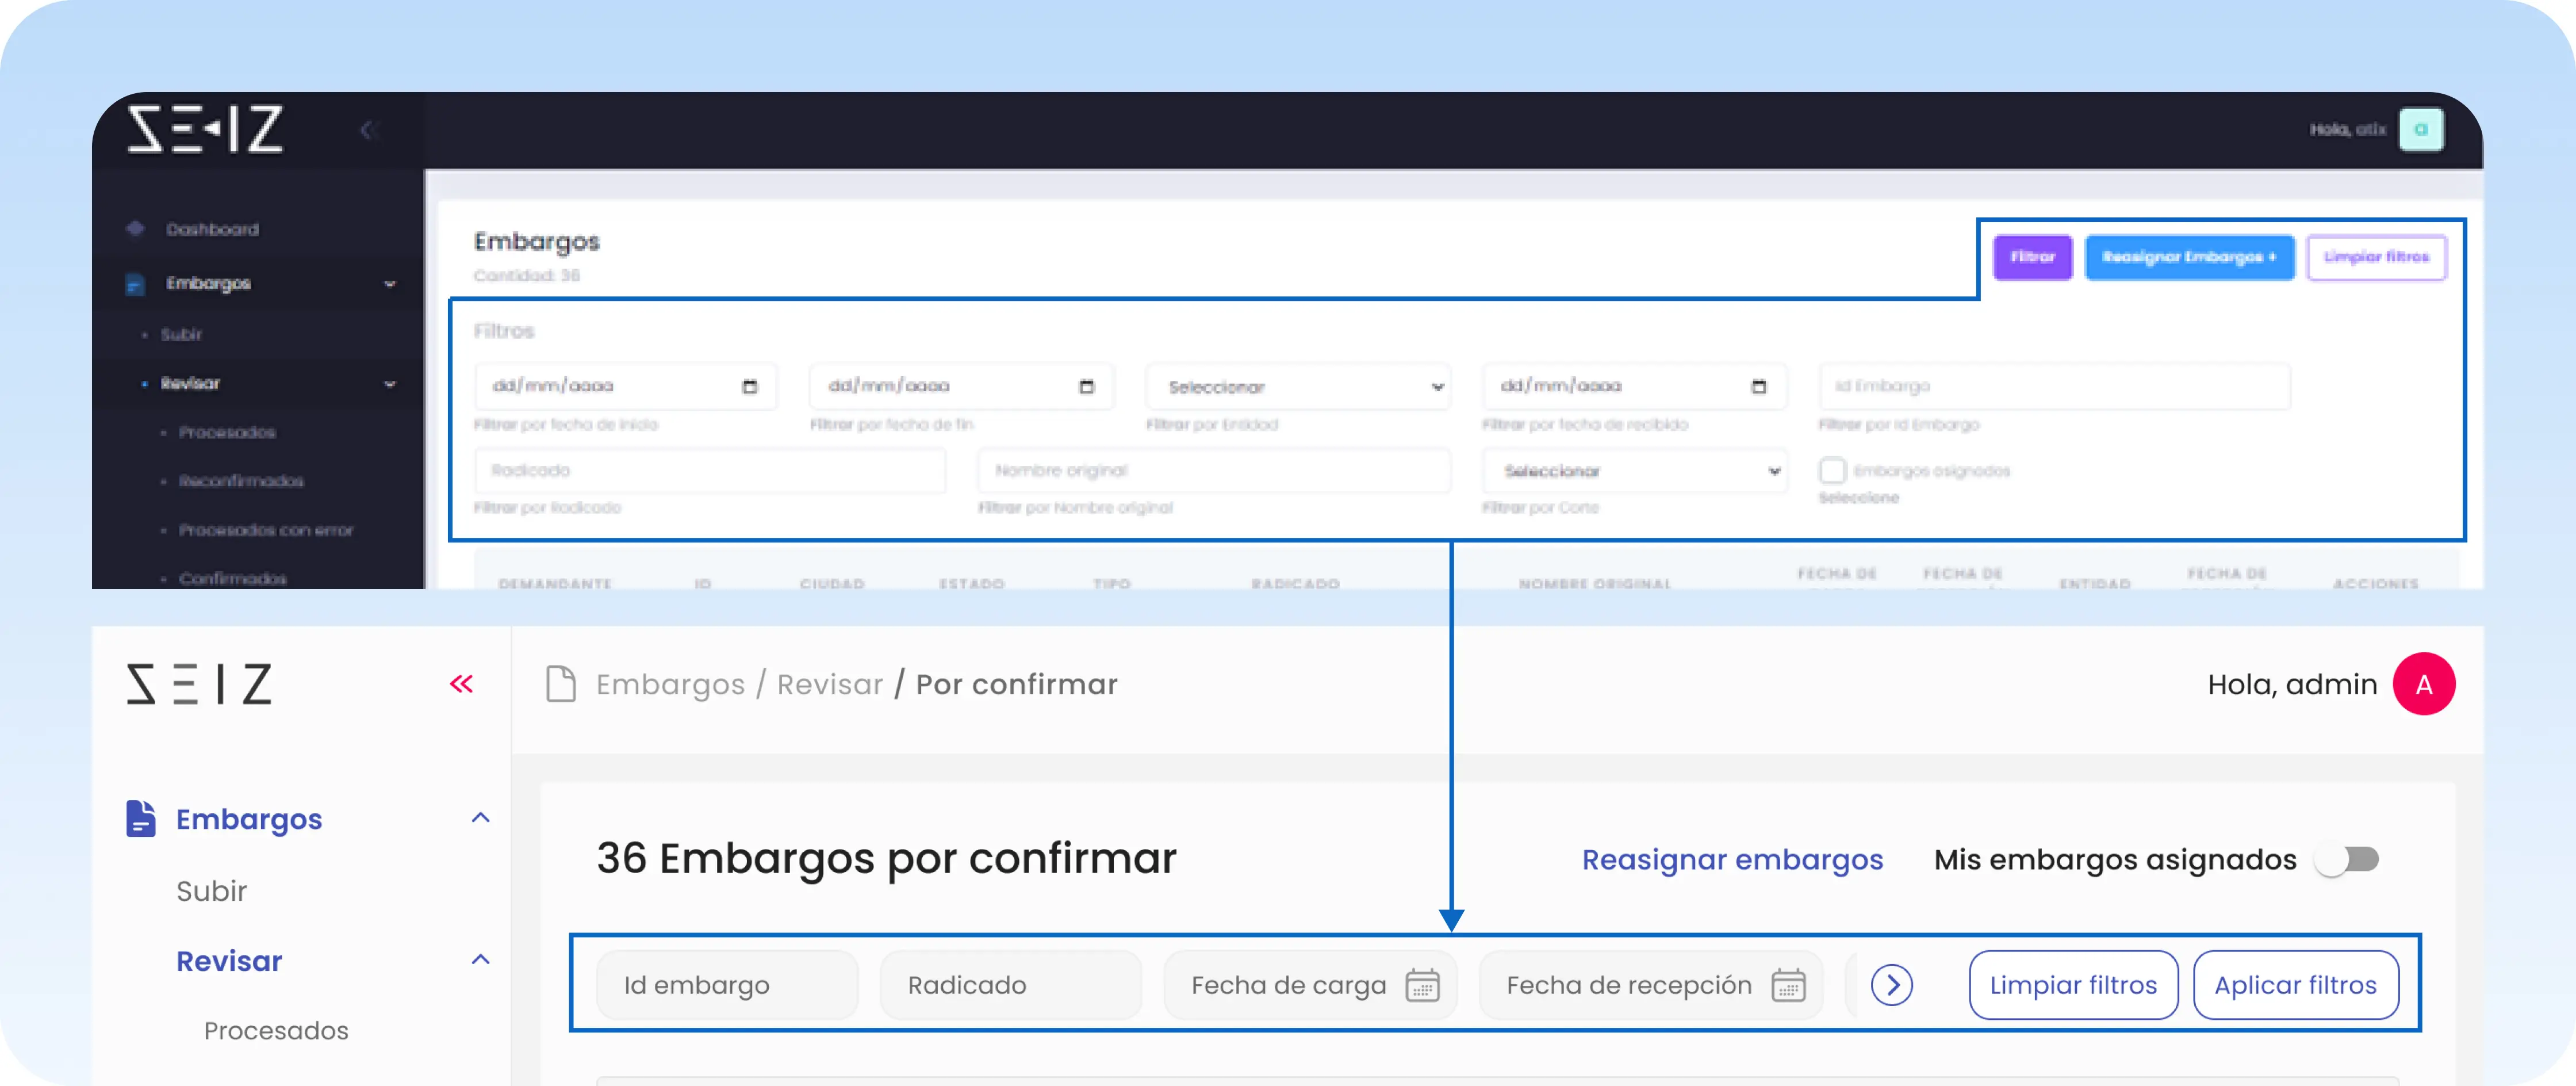 SEIZ
Hola, atix
a
Dashboard
Embargos
Subir
Revisar
Procesados
Reconfirmados
Procesados con error
Confirmados
Embargos
Cantidad: 36
Filtrar
Reasignar Embargos +
Limpiar filtros
Filtros
dd/mm/aaaa
dd/mm/aaaa
Seleccionar
dd/mm/aaaa
Id Embargo
Filtrar por fecha de inicio
Filtrar por fecha de fin
Filtrar por Entidad
Filtrar por fecha de recibido
Filtrar por Id Embargo
Radicado
Nombre original
Seleccionar
Embargos asignados
Filtrar por Radicado
Filtrar por Nombre original
Filtrar por Corte
Seleccione
DEMANDANTE
ID
CIUDAD
ESTADO
TIPO
RADICADO
NOMBRE ORIGINAL
FECHA DE
FECHA DE
ENTIDAD
FECHA DE
ACCIONES
SEIZ
Embargos / Revisar / Por confirmar
Hola, admin
A
Embargos
Subir
Revisar
Procesados
36 Embargos por confirmar
Reasignar embargos
Mis embargos asignados
Id embargo
Radicado
Fecha de carga
Fecha de recepción
Limpiar filtros
Aplicar filtros